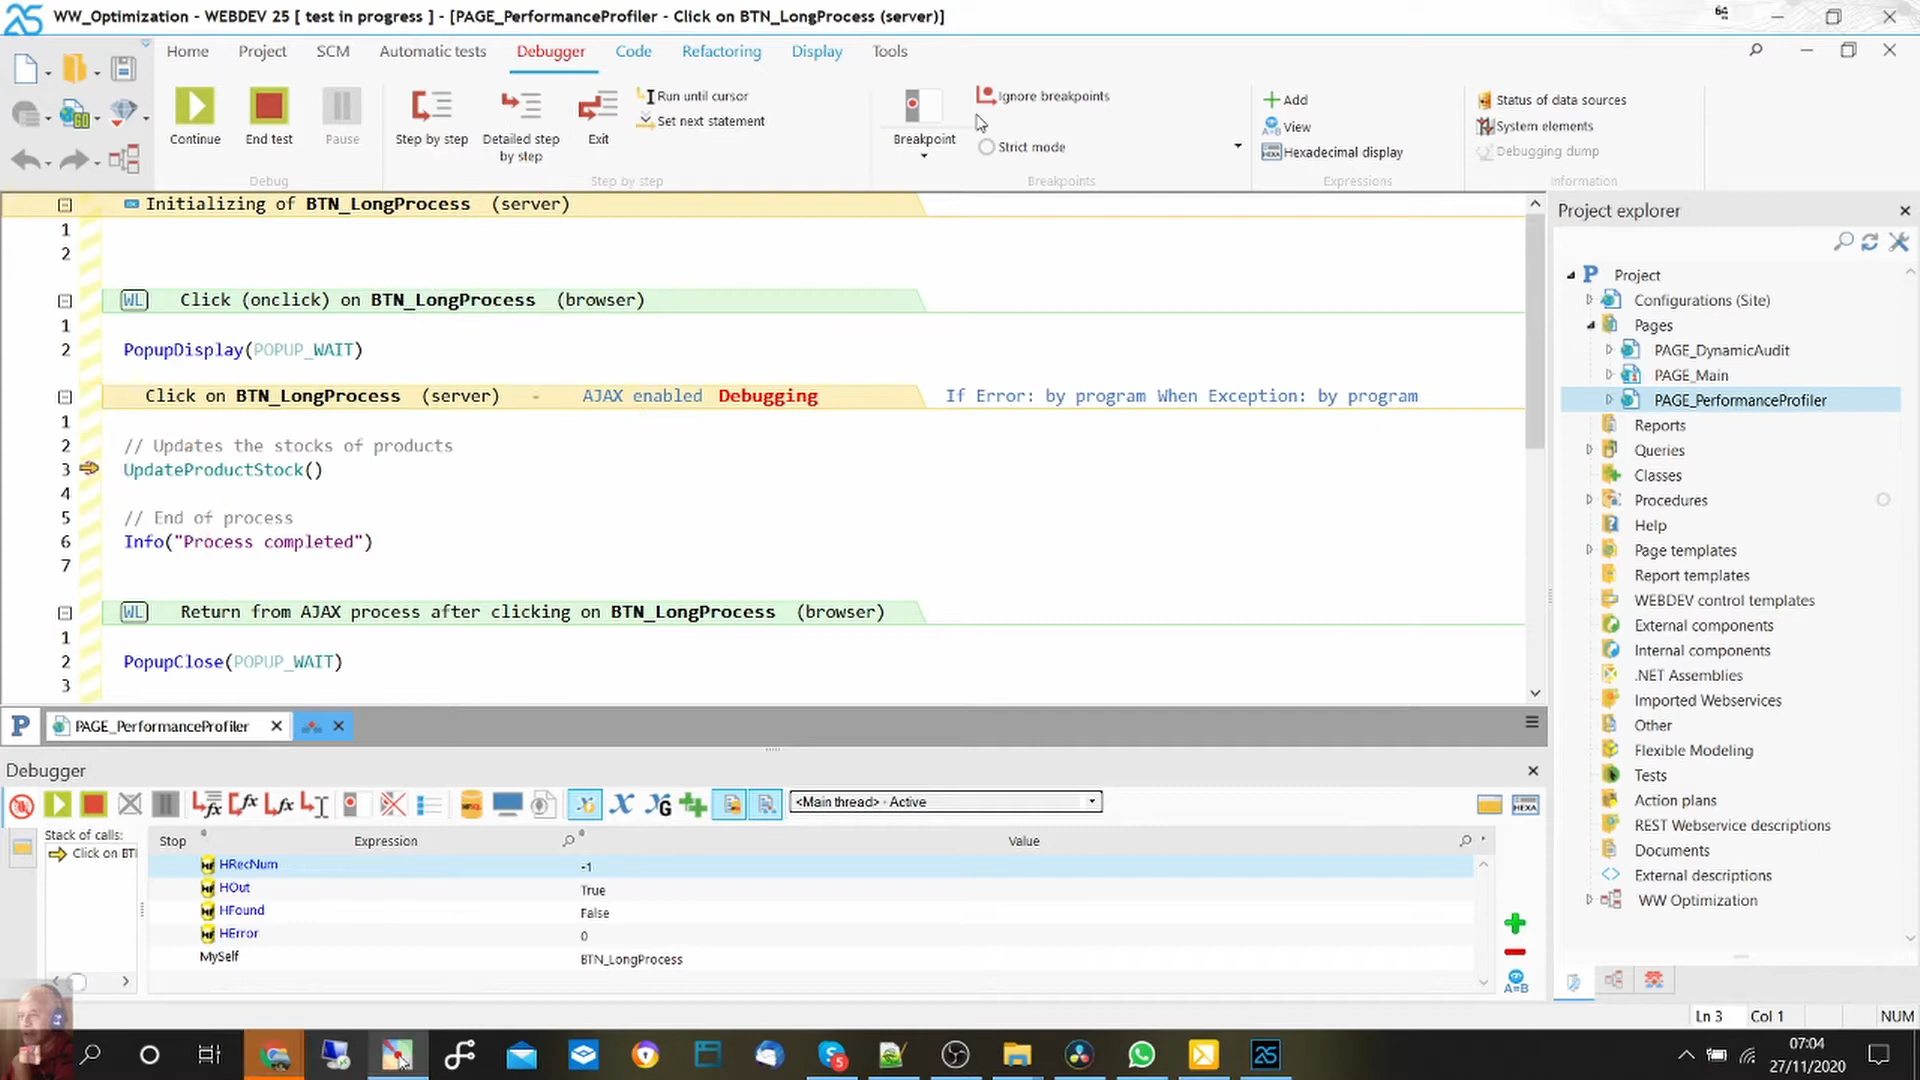 WW_Optimization - WEBDEV 25 [ test in progress ] - [PAGE_PerformanceProfiler - Click on BTN_LongProcess (server)]
Home Project SCM Automatic tests Debugger Code Refactoring Display Tools
Continue End test Pause
Debug
Step by step Detailed step by step Exit
Run until cursor
Set next statement
Step by step
Breakpoint
Ignore breakpoints
Strict mode
Breakpoints
Add
View
Hexadecimal display
Expressions
Status of data sources
System elements
Debugging dump
Information
Initializing of BTN_LongProcess (server)
1
2
WL Click (onclick) on BTN_LongProcess (browser)
1
2 PopupDisplay(POPUP_WAIT)
Click on BTN_LongProcess (server) - AJAX enabled Debugging If Error: by program When Exception: by program
1
2 // Updates the stocks of products
3 UpdateProductStock()
4
5 // End of process
6 Info("Process completed")
7
WL Return from AJAX process after clicking on BTN_LongProcess (browser)
1
2 PopupClose(POPUP_WAIT)
3
PAGE_PerformanceProfiler
Debugger
<Main thread> - Active
HEXA
Stack of calls:
Click on BTI
Stop Expression Value
HRecNum -1
HOut True
HFound False
HError 0
MySelf BTN_LongProcess
A=B
Project explorer
Project
Configurations (Site)
Pages
PAGE_DynamicAudit
PAGE_Main
PAGE_PerformanceProfiler
Reports
Queries
Classes
Procedures
Help
Page templates
Report templates
WEBDEV control templates
External components
Internal components
.NET Assemblies
Imported Webservices
Other
Flexible Modeling
Tests
Action plans
REST Webservice descriptions
Documents
External descriptions
WW Optimization
Ln 3 Col 1 NUM
07:04
27/11/2020